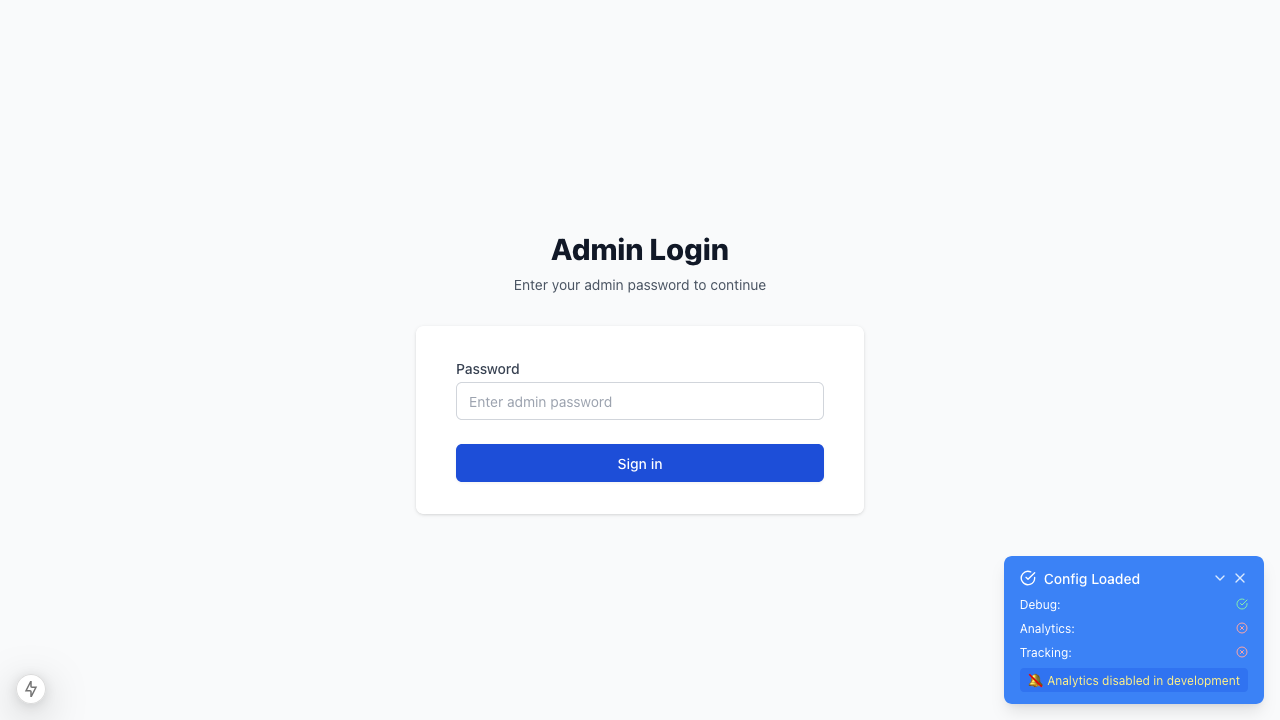 Admin Login
Enter your admin password to continue
Password
Enter admin password
Sign in
Config Loaded
Debug:
Analytics:
Tracking:
Analytics disabled in development